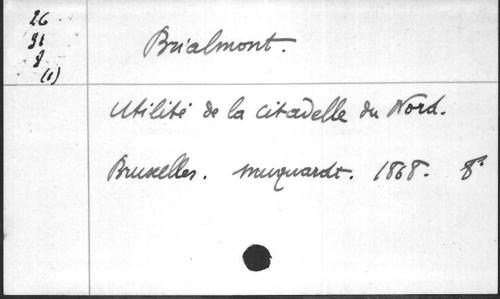 26
31
8
(1)
Brialmont.
Utilité de la citadelle du Nord.
Bruxelles. Muquardt. 1868. 8°